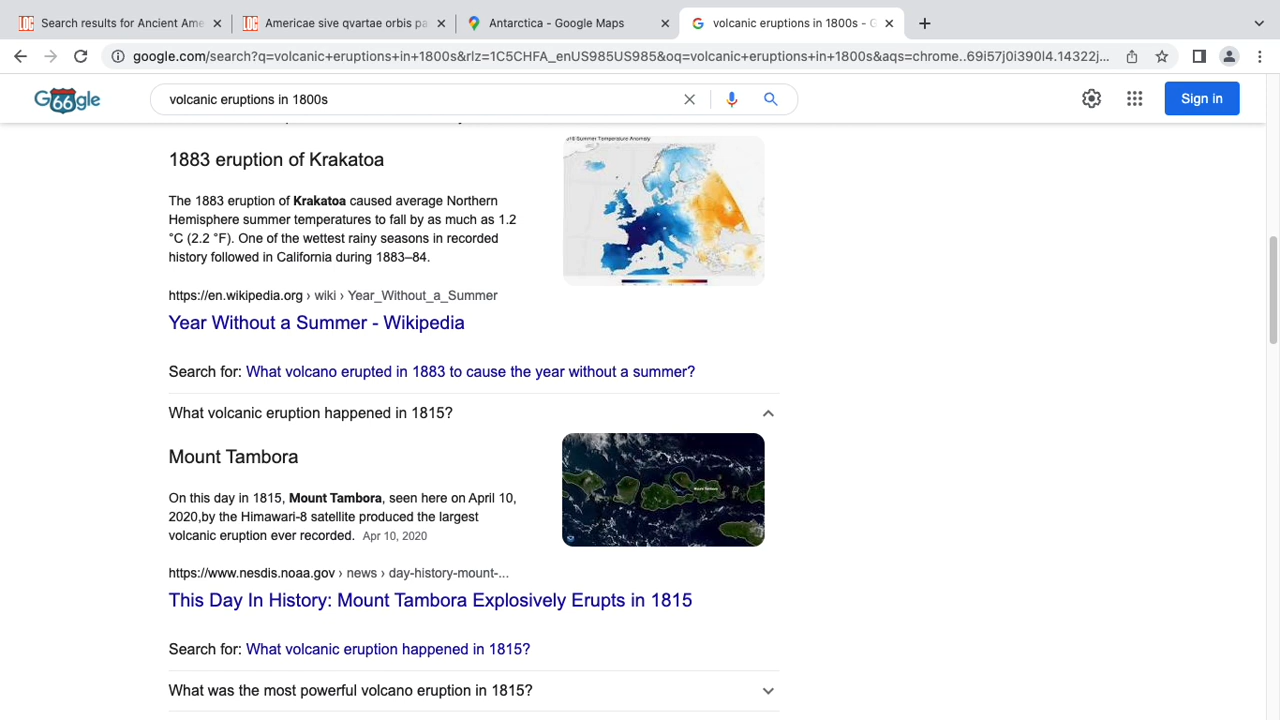 Search results for Ancient Ame
Americae sive qvartae orbis pa
Antarctica - Google Maps
volcanic eruptions in 1800s - G
google.com/search?q=volcanic+eruptions+in+1800s&rlz=1C5CHFA_enUS985US985&oq=volcanic+eruptions+in+1800s&aqs=chrome..69i57j0i390l4.14322j...
G66gle
volcanic eruptions in 1800s
Sign in
1883 eruption of Krakatoa
Summer Temperature Anomaly
The 1883 eruption of Krakatoa caused average Northern
Hemisphere summer temperatures to fall by as much as 1.2
°C (2.2 °F). One of the wettest rainy seasons in recorded
history followed in California during 1883–84.
https://en.wikipedia.org › wiki › Year_Without_a_Summer
Year Without a Summer - Wikipedia
Search for: What volcano erupted in 1883 to cause the year without a summer?
What volcanic eruption happened in 1815?
Mount Tambora
On this day in 1815, Mount Tambora, seen here on April 10,
2020,by the Himawari-8 satellite produced the largest
volcanic eruption ever recorded. Apr 10, 2020
Mount Tambora
https://www.nesdis.noaa.gov › news › day-history-mount-...
This Day In History: Mount Tambora Explosively Erupts in 1815
Search for: What volcanic eruption happened in 1815?
What was the most powerful volcano eruption in 1815?